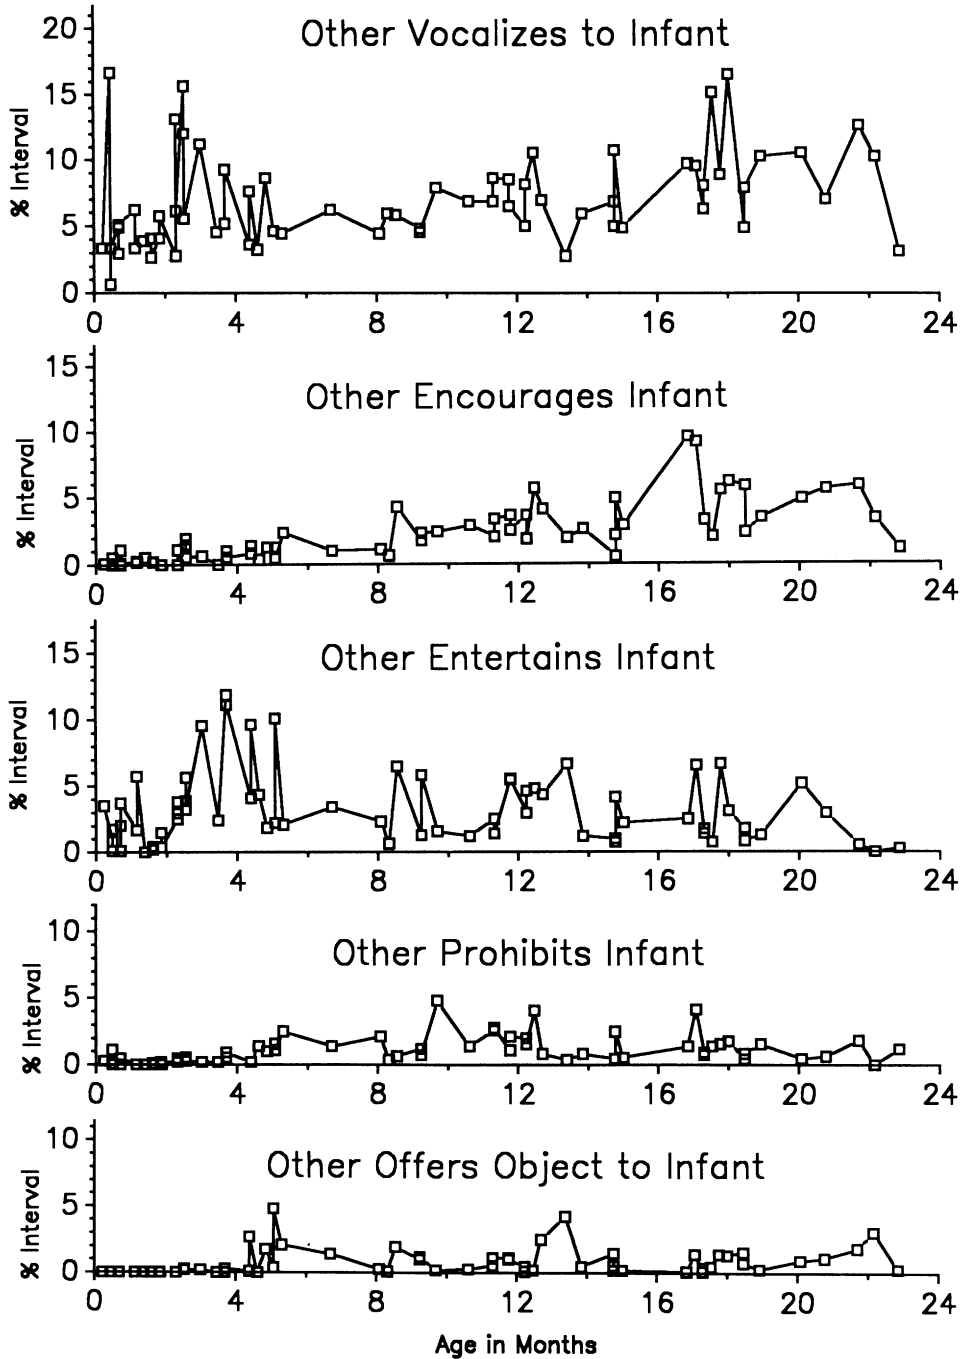 Other Vocalizes to Infant
20
15
10
5
0
% Interval
0 4 8 12 16 20 24
Other Encourages Infant
15
10
5
0
% Interval
0 4 8 12 16 20 24
Other Entertains Infant
15
10
5
0
% Interval
0 4 8 12 16 20 24
Other Prohibits Infant
10
5
0
% Interval
0 4 8 12 16 20 24
Other Offers Object to Infant
10
5
0
% Interval
0 4 8 12 16 20 24
Age in Months